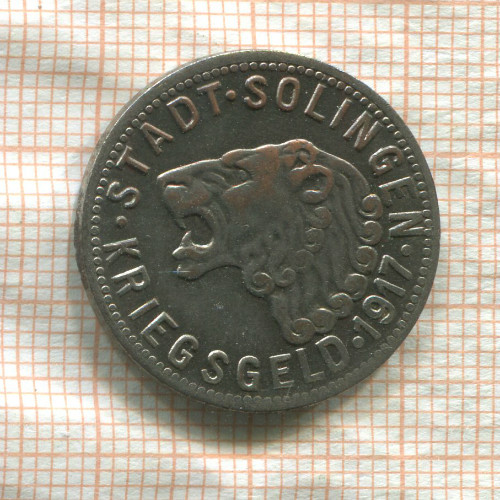 · STADT · SOLINGEN ·
KRIEGSGELD · 1917 ·